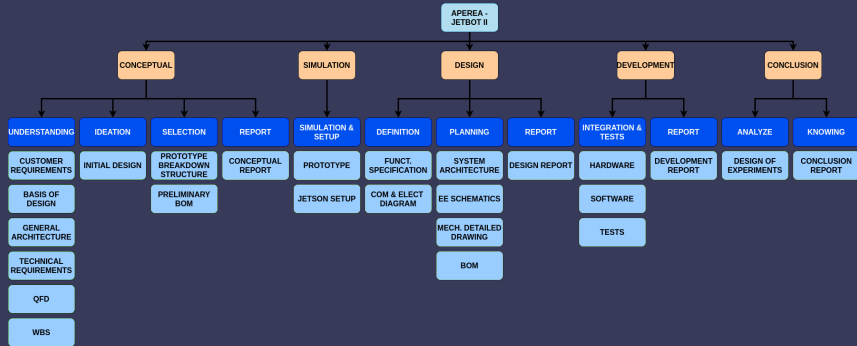 APEREA -
JETBOT II
CONCEPTUAL
SIMULATION
DESIGN
DEVELOPMENT
CONCLUSION
UNDERSTANDING
IDEATION
SELECTION
REPORT
SIMULATION &
SETUP
DEFINITION
PLANNING
REPORT
INTEGRATION &
TESTS
REPORT
ANALYZE
KNOWING
CUSTOMER
REQUIREMENTS
INITIAL DESIGN
PROTOTYPE
BREAKDOWN
STRUCTURE
CONCEPTUAL
REPORT
PROTOTYPE
FUNCT.
SPECIFICATION
SYSTEM
ARCHITECTURE
DESIGN REPORT
HARDWARE
DEVELOPMENT
REPORT
DESIGN OF
EXPERIMENTS
CONCLUSION
REPORT
BASIS OF
DESIGN
PRELIMINARY
BOM
JETSON SETUP
COM & ELECT
DIAGRAM
EE SCHEMATICS
SOFTWARE
GENERAL
ARCHITECTURE
MECH. DETAILED
DRAWING
TESTS
TECHNICAL
REQUIREMENTS
BOM
QFD
WBS